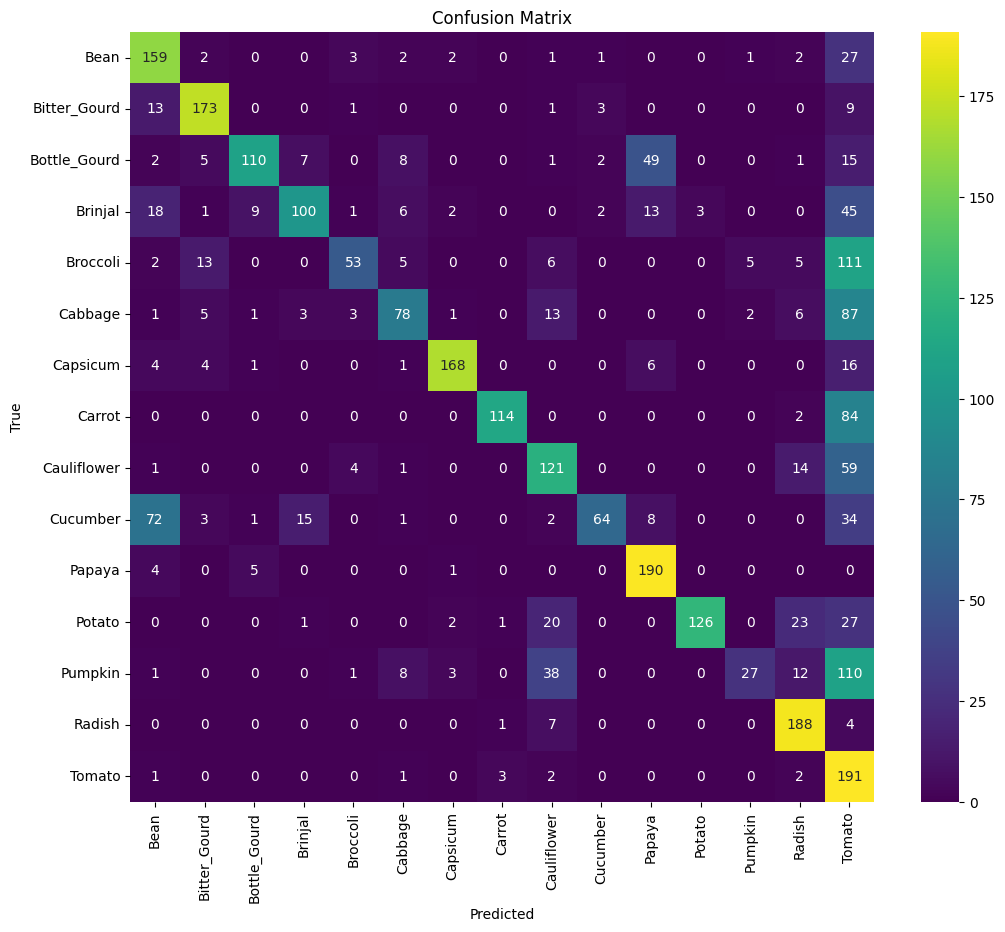 Confusion Matrix
Bean 159 2 0 0 3 2 2 0 1 1 0 0 1 2 27
Bitter_Gourd 13 173 0 0 1 0 0 0 1 3 0 0 0 0 9
Bottle_Gourd 2 5 110 7 0 8 0 0 1 2 49 0 0 1 15
Brinjal 18 1 9 100 1 6 2 0 0 2 13 3 0 0 45
Broccoli 2 13 0 0 53 5 0 0 6 0 0 0 5 5 111
Cabbage 1 5 1 3 3 78 1 0 13 0 0 0 2 6 87
Capsicum 4 4 1 0 0 1 168 0 0 0 6 0 0 0 16
Carrot 0 0 0 0 0 0 0 114 0 0 0 0 0 2 84
Cauliflower 1 0 0 0 4 1 0 0 121 0 0 0 0 14 59
Cucumber 72 3 1 15 0 1 0 0 2 64 8 0 0 0 34
Papaya 4 0 5 0 0 0 1 0 0 0 190 0 0 0 0
Potato 0 0 0 1 0 0 2 1 20 0 0 126 0 23 27
Pumpkin 1 0 0 0 1 8 3 0 38 0 0 0 27 12 110
Radish 0 0 0 0 0 0 0 1 7 0 0 0 0 188 4
Tomato 1 0 0 0 0 1 0 3 2 0 0 0 0 2 191
True
Bean Bitter_Gourd Bottle_Gourd Brinjal Broccoli Cabbage Capsicum Carrot Cauliflower Cucumber Papaya Potato Pumpkin Radish Tomato
Predicted
175
150
125
100
75
50
25
0